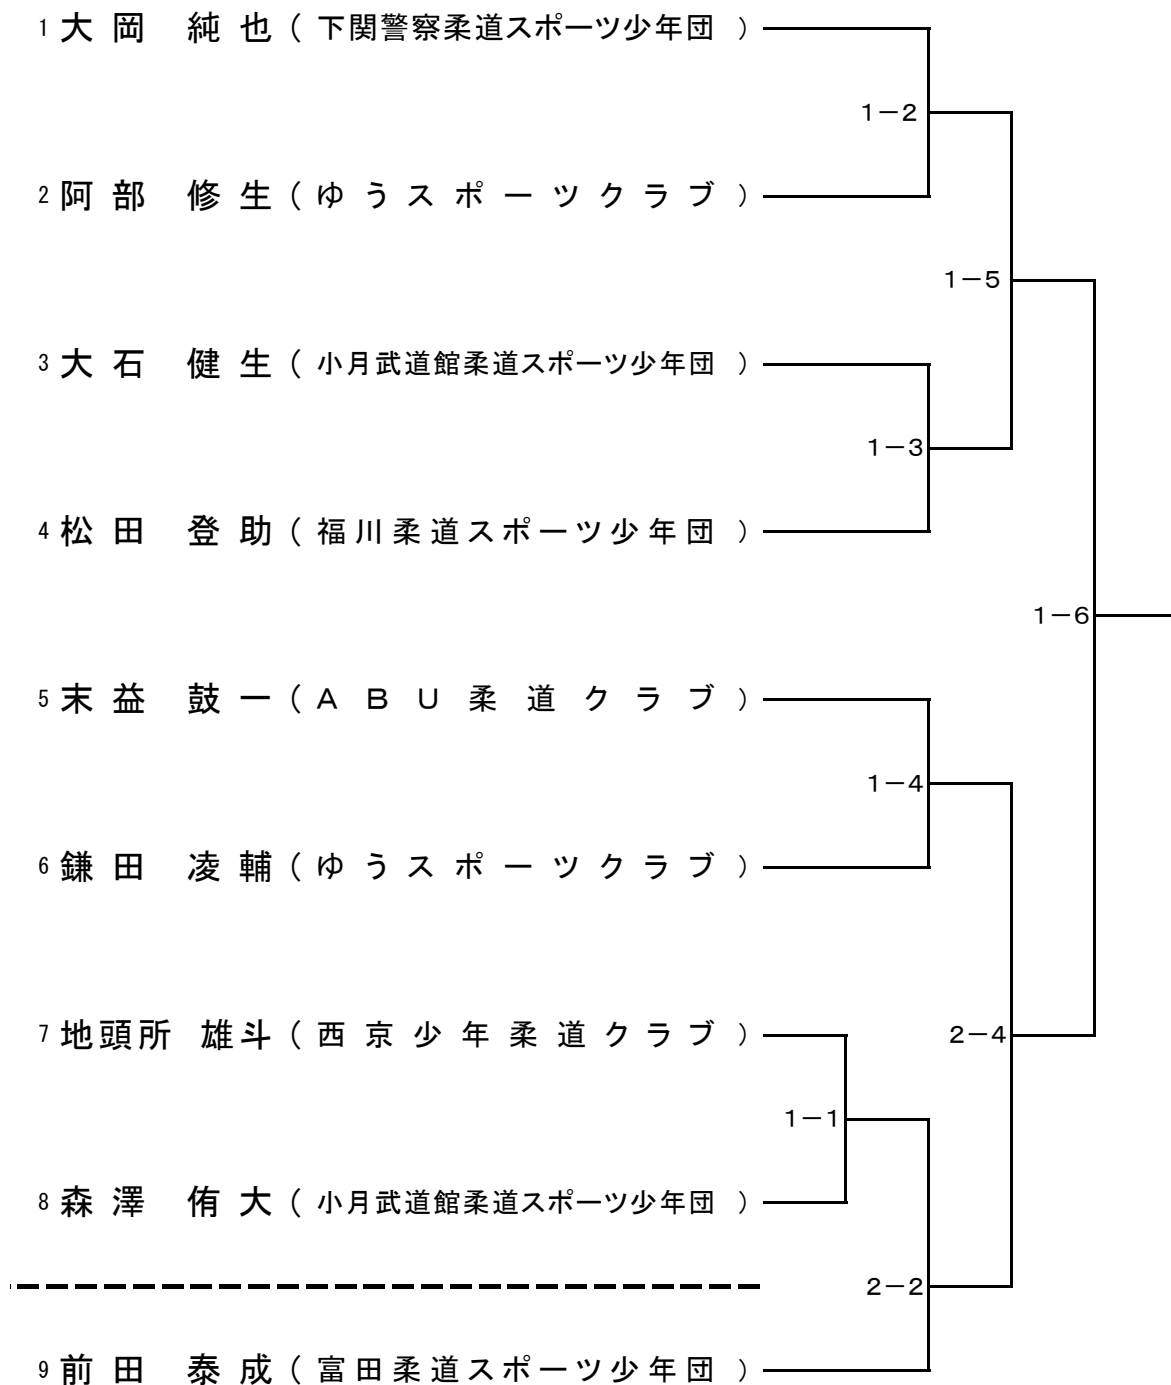 1 大岡 純也 ( 下関警察柔道スポーツ少年団 )
1－2
2 阿部 修生 ( ゆうスポーツクラブ )
1－5
3 大石 健生 ( 小月武道館柔道スポーツ少年団 )
1－3
4 松田 登助 ( 福川柔道スポーツ少年団 )
1－6
5 末益 鼓一 ( ＡＢＵ柔道クラブ )
1－4
6 鎌田 凌輔 ( ゆうスポーツクラブ )
7 地頭所 雄斗 ( 西京少年柔道クラブ )
2－4
1－1
8 森澤 侑大 ( 小月武道館柔道スポーツ少年団 )
2－2
9 前田 泰成 ( 富田柔道スポーツ少年団 )